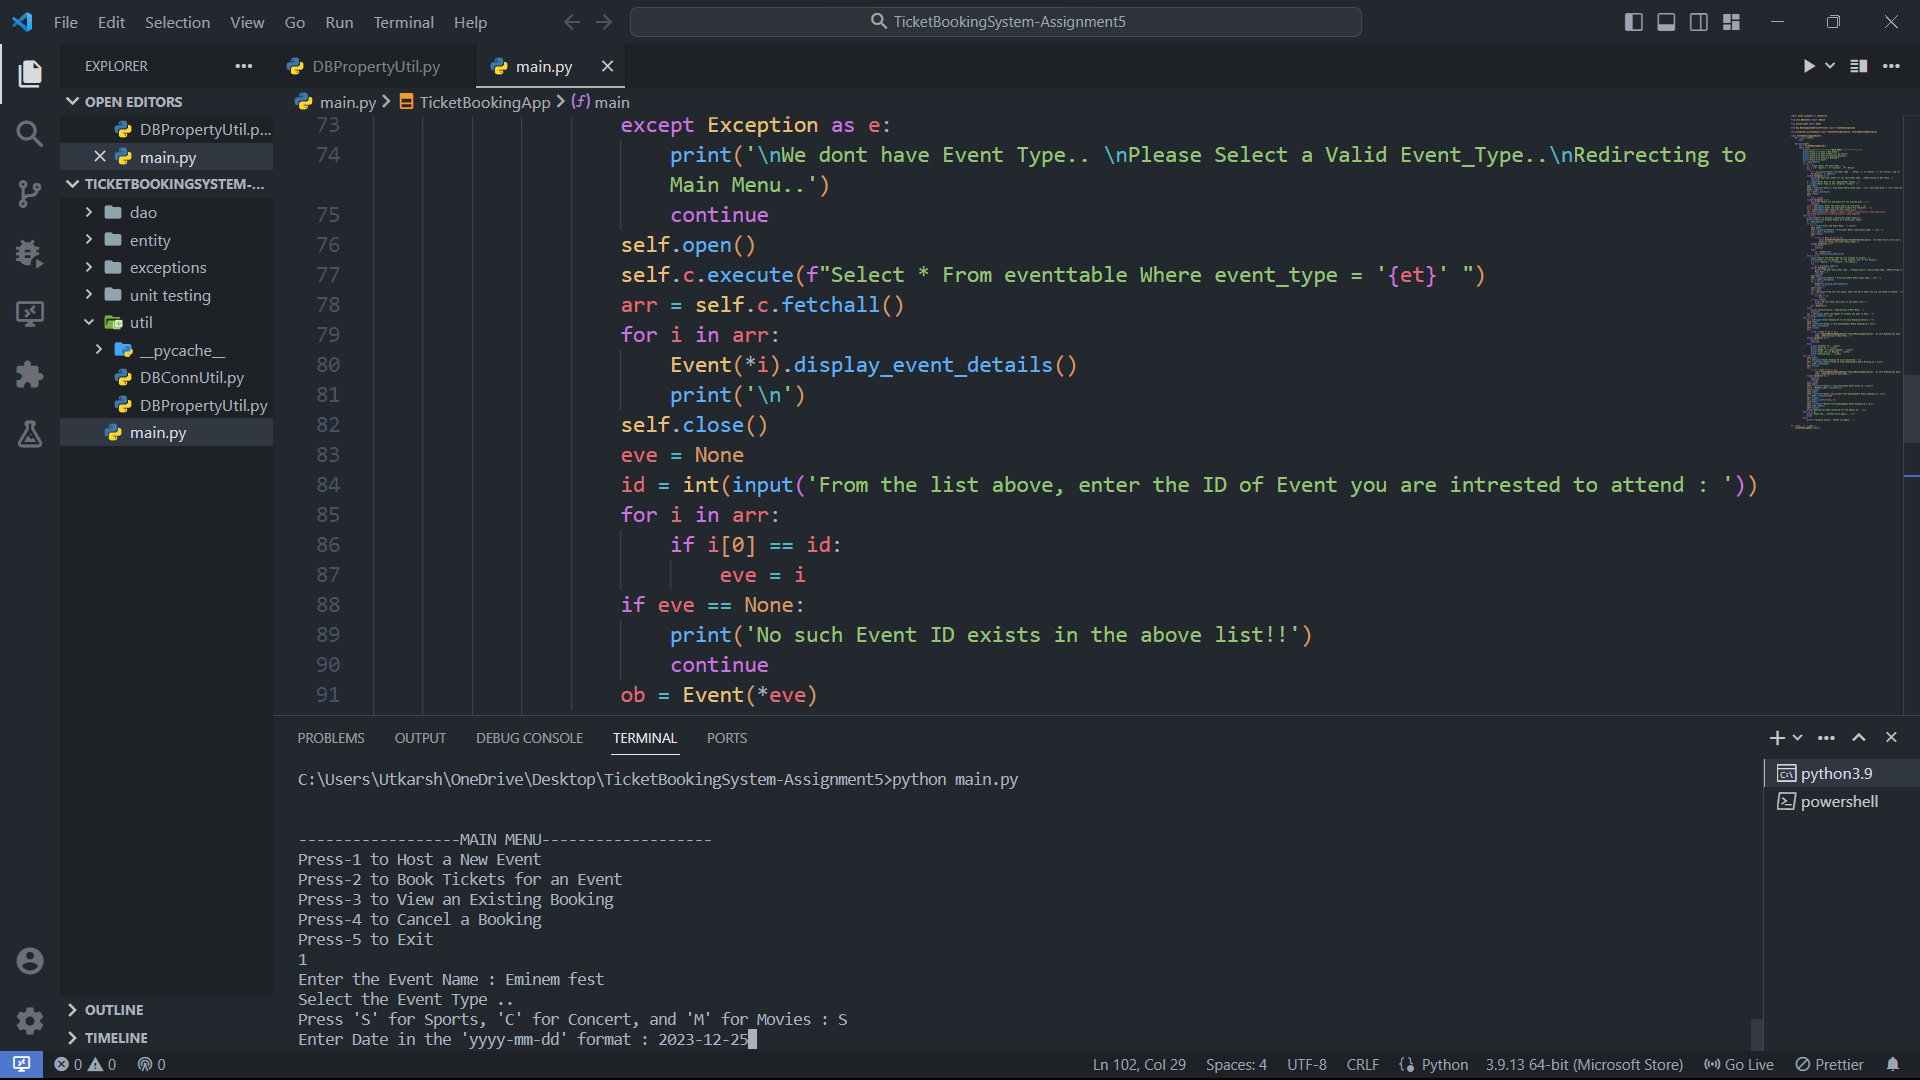 File Edit Selection View Go Run Terminal Help
TicketBookingSystem-Assignment5
EXPLORER
DBPropertyUtil.py
main.py
OPEN EDITORS
DBPropertyUtil.p...
main.py
TICKETBOOKINGSYSTEM-...
dao
entity
exceptions
unit testing
util
__pycache__
DBConnUtil.py
DBPropertyUtil.py
main.py
OUTLINE
TIMELINE
main.py > TicketBookingApp > main
73 except Exception as e:
74 print('\nWe dont have Event Type.. \nPlease Select a Valid Event_Type..\nRedirecting to
Main Menu..')
75 continue
76 self.open()
77 self.c.execute(f"Select * From eventtable Where event_type = '{et}' ")
78 arr = self.c.fetchall()
79 for i in arr:
80 Event(*i).display_event_details()
81 print('\n')
82 self.close()
83 eve = None
84 id = int(input('From the list above, enter the ID of Event you are intrested to attend : '))
85 for i in arr:
86 if i[0] == id:
87 eve = i
88 if eve == None:
89 print('No such Event ID exists in the above list!!')
90 continue
91 ob = Event(*eve)
PROBLEMS OUTPUT DEBUG CONSOLE TERMINAL PORTS
python3.9
powershell
C:\Users\Utkarsh\OneDrive\Desktop\TicketBookingSystem-Assignment5>python main.py
------------------MAIN MENU-------------------
Press-1 to Host a New Event
Press-2 to Book Tickets for an Event
Press-3 to View an Existing Booking
Press-4 to Cancel a Booking
Press-5 to Exit
1
Enter the Event Name : Eminem fest
Select the Event Type ..
Press 'S' for Sports, 'C' for Concert, and 'M' for Movies : S
Enter Date in the 'yyyy-mm-dd' format : 2023-12-25
0 0 0 Ln 102, Col 29 Spaces: 4 UTF-8 CRLF Python 3.9.13 64-bit (Microsoft Store) Go Live Prettier